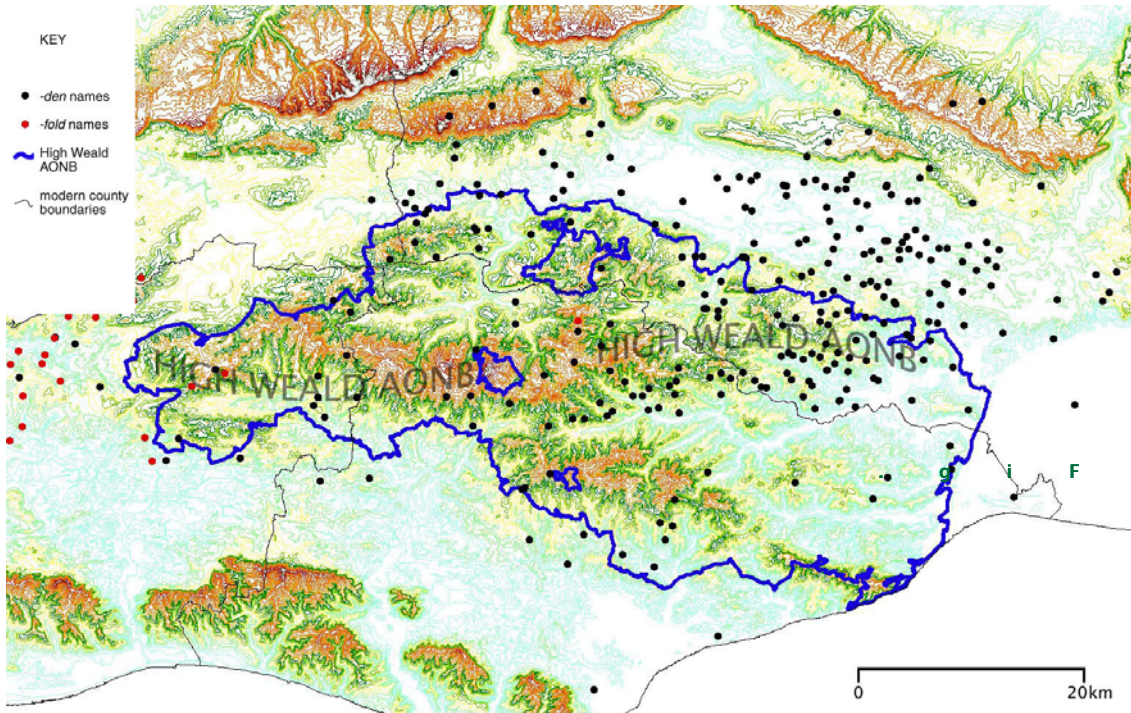 KEY
-den names
-fold names
High Weald
AONB
modern county
boundaries
HIGH WEALD AONB
HIGH WEALD AONB
. g i F
0 20km